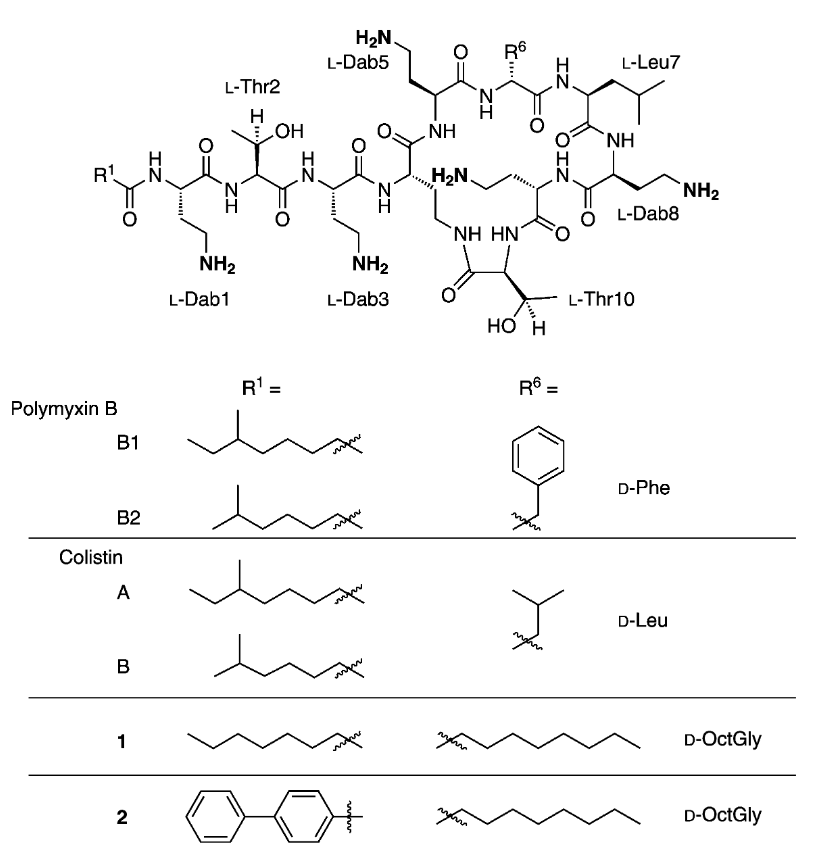 H₂N
L-Dab5
O
R⁶
H
N
L-Leu7
N
H
O
L-Thr2
H
OH
O
NH
O
NH
R¹
O
H
N
O
N
H
O
H
N
O
N
H
H₂N
H
N
O
NH₂
L-Dab8
NH₂
L-Dab1
NH₂
L-Dab3
NH
HN
O
O
L-Thr10
HO
H
R¹ =
R⁶ =
Polymyxin B
B1
D-Phe
B2
Colistin
A
D-Leu
B
1
D-OctGly
2
D-OctGly